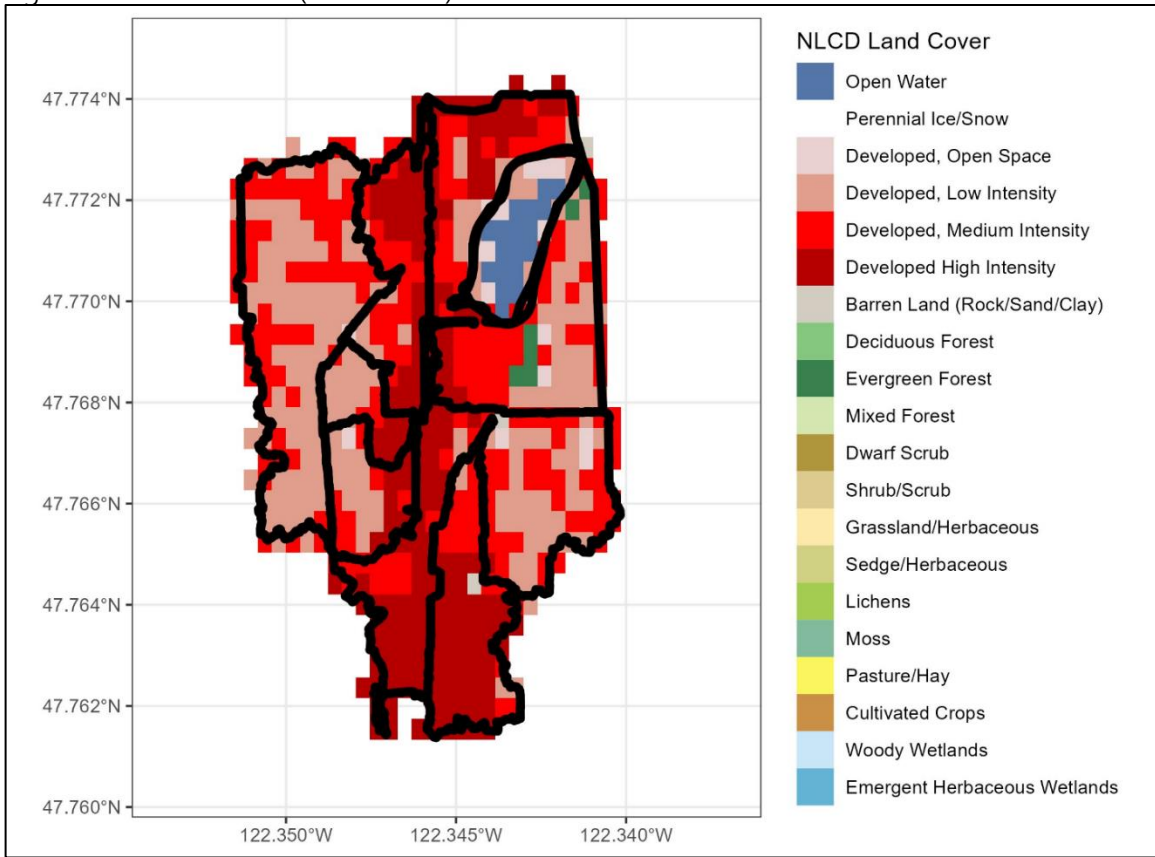 NLCD Land Cover
Open Water
Perennial Ice/Snow
Developed, Open Space
Developed, Low Intensity
Developed, Medium Intensity
Developed High Intensity
Barren Land (Rock/Sand/Clay)
Deciduous Forest
Evergreen Forest
Mixed Forest
Dwarf Scrub
Shrub/Scrub
Grassland/Herbaceous
Sedge/Herbaceous
Lichens
Moss
Pasture/Hay
Cultivated Crops
Woody Wetlands
Emergent Herbaceous Wetlands
47.774°N
47.772°N
47.770°N
47.768°N
47.766°N
47.764°N
47.762°N
47.760°N
122.350°W 122.345°W 122.340°W